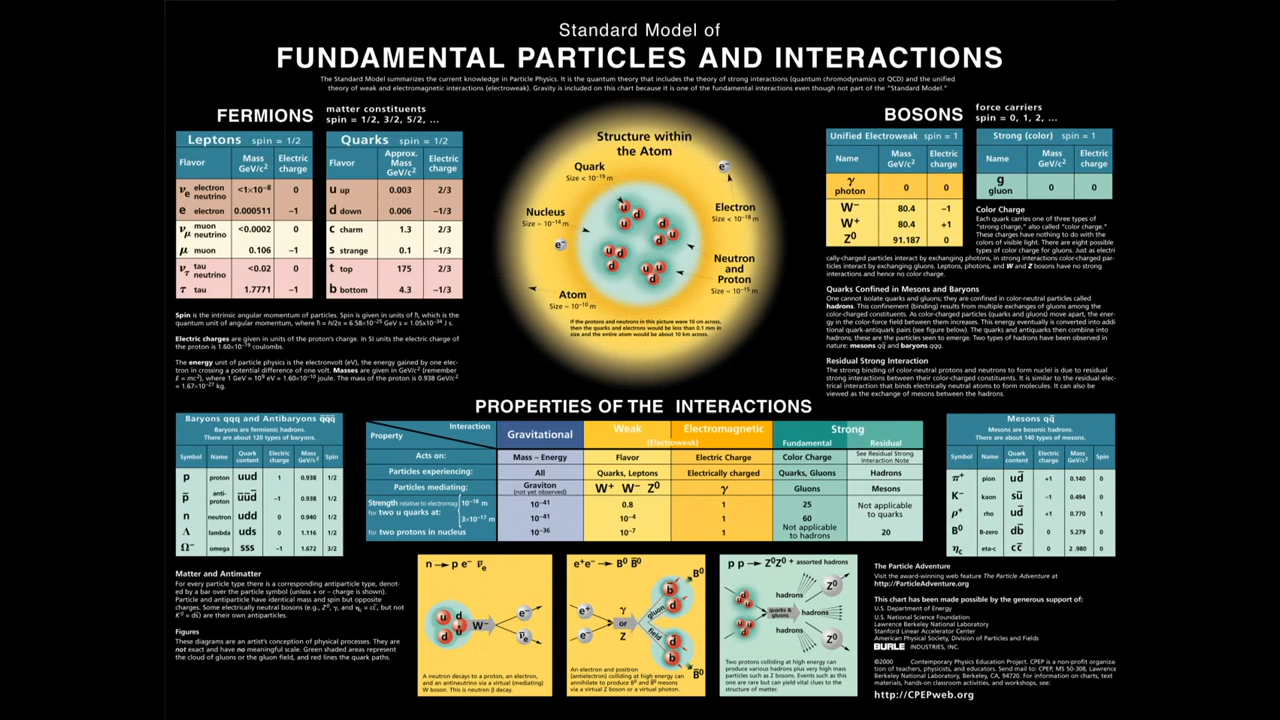 Standard Model of
FUNDAMENTAL PARTICLES AND INTERACTIONS
The Standard Model summarizes the current knowledge in Particle Physics. It is the quantum theory that includes the theory of strong interactions (quantum chromodynamics or QCD) and the unified
theory of weak and electromagnetic interactions (electroweak). Gravity is included on this chart because it is one of the fundamental interactions even though not part of the "Standard Model."
FERMIONS
matter constituents
spin = 1/2, 3/2, 5/2, ...
Leptons spin = 1/2
Flavor Mass GeV/c² Electric charge
νe electron neutrino <1×10⁻⁸ 0
e electron 0.000511 −1
νμ muon neutrino <0.0002 0
μ muon 0.106 −1
ντ tau neutrino <0.02 0
τ tau 1.7771 −1
Quarks spin = 1/2
Flavor Approx. Mass GeV/c² Electric charge
u up 0.003 2/3
d down 0.006 −1/3
c charm 1.3 2/3
s strange 0.1 −1/3
t top 175 2/3
b bottom 4.3 −1/3
Spin is the intrinsic angular momentum of particles. Spin is given in units of ħ, which is the
quantum unit of angular momentum, where ħ = h/2π = 6.58×10⁻²⁵ GeV s = 1.05×10⁻³⁴ J s.
Electric charges are given in units of the proton's charge. In SI units the electric charge of
the proton is 1.60×10⁻¹⁹ coulombs.
The energy unit of particle physics is the electronvolt (eV), the energy gained by one elec-
tron in crossing a potential difference of one volt. Masses are given in GeV/c² (remember
E = mc²), where 1 GeV = 10⁹ eV = 1.60×10⁻¹⁰ joule. The mass of the proton is 0.938 GeV/c²
= 1.67×10⁻²⁷ kg.
Structure within
the Atom
Quark
Size < 10⁻¹⁹ m
Nucleus
Size ≈ 10⁻¹⁴ m
e⁻
e⁻
Electron
Size < 10⁻¹⁸ m
Neutron
and
Proton
Size ≈ 10⁻¹⁵ m
Atom
Size ≈ 10⁻¹⁰ m
u
d
d
u
d
u
u
d
d
u
u
d
If the protons and neutrons in this picture were 10 cm across,
then the quarks and electrons would be less than 0.1 mm in
size and the entire atom would be about 10 km across.
BOSONS
force carriers
spin = 0, 1, 2, ...
Unified Electroweak spin = 1
Name Mass GeV/c² Electric charge
γ photon 0 0
W⁻ 80.4 −1
W⁺ 80.4 +1
Z⁰ 91.187 0
Strong (color) spin = 1
Name Mass GeV/c² Electric charge
g gluon 0 0
Color Charge
Each quark carries one of three types of
"strong charge," also called "color charge."
These charges have nothing to do with the
colors of visible light. There are eight possible
types of color charge for gluons. Just as electri-
cally-charged particles interact by exchanging photons, in strong interactions color-charged par-
ticles interact by exchanging gluons. Leptons, photons, and W and Z bosons have no strong
interactions and hence no color charge.
Quarks Confined in Mesons and Baryons
One cannot isolate quarks and gluons; they are confined in color-neutral particles called
hadrons. This confinement (binding) results from multiple exchanges of gluons among the
color-charged constituents. As color-charged particles (quarks and gluons) move apart, the ener-
gy in the color-force field between them increases. This energy eventually is converted into addi
tional quark-antiquark pairs (see figure below). The quarks and antiquarks then combine into
hadrons; these are the particles seen to emerge. Two types of hadrons have been observed in
nature: mesons qq̄ and baryons qqq.
Residual Strong Interaction
The strong binding of color-neutral protons and neutrons to form nuclei is due to residual
strong interactions between their color-charged constituents. It is similar to the residual elec-
trical interaction that binds electrically neutral atoms to form molecules. It can also be
viewed as the exchange of mesons between the hadrons.
PROPERTIES OF THE INTERACTIONS
Baryons qqq and Antibaryons q̄q̄q̄
Baryons are fermionic hadrons.
There are about 120 types of baryons.
Symbol Name Quark content Electric charge Mass GeV/c² Spin
p proton uud 1 0.938 1/2
p̄ anti-proton ūūd̄ −1 0.938 1/2
n neutron udd 0 0.940 1/2
Λ lambda uds 0 1.116 1/2
Ω⁻ omega sss −1 1.672 3/2
Interaction
Property
Gravitational
Weak
Electromagnetic
(Electroweak)
Strong
Fundamental Residual
Acts on: Mass – Energy Flavor Electric Charge Color Charge See Residual Strong Interaction Note
Particles experiencing: All Quarks, Leptons Electrically charged Quarks, Gluons Hadrons
Particles mediating: Graviton (not yet observed) W⁺ W⁻ Z⁰ γ Gluons Mesons
Strength relative to electromag 10⁻¹⁸ m 10⁻⁴¹ 0.8 1 25 Not applicable to quarks
for two u quarks at: 3×10⁻¹⁷ m 10⁻⁴¹ 10⁻⁴ 1 60
for two protons in nucleus 10⁻³⁶ 10⁻⁷ 1 Not applicable to hadrons 20
Mesons qq̄
Mesons are bosonic hadrons.
There are about 140 types of mesons.
Symbol Name Quark content Electric charge Mass GeV/c² Spin
π⁺ pion ud̄ +1 0.140 0
K⁻ kaon sū −1 0.494 0
ρ⁺ rho ud̄ +1 0.770 1
B⁰ B-zero db̄ 0 5.279 0
ηc eta-c cc̄ 0 2.980 0
Matter and Antimatter
For every particle type there is a corresponding antiparticle type, denot-
ed by a bar over the particle symbol (unless + or – charge is shown).
Particle and antiparticle have identical mass and spin but opposite
charges. Some electrically neutral bosons (e.g., Z⁰, γ, and ηc = cc̄, but not
K⁰ = ds̄) are their own antiparticles.
Figures
These diagrams are an artist's conception of physical processes. They are
not exact and have no meaningful scale. Green shaded areas represent
the cloud of gluons or the gluon field, and red lines the quark paths.
n → p e⁻ ν̄e
u
d
d
u
d
u
W⁻
e⁻
ν̄e
A neutron decays to a proton, an electron,
and an antineutrino via a virtual (mediating)
W boson. This is neutron β decay.
e⁺e⁻ → B⁰ B̄⁰
e⁺
e⁻
γ
or
Z
gluon
field
b̄
d
d̄
b
B⁰
B̄⁰
An electron and positron
(antielectron) colliding at high energy can
annihilate to produce B⁰ and B̄⁰ mesons
via a virtual Z boson or a virtual photon.
p p → Z⁰Z⁰ + assorted hadrons
hadrons
quarks &
gluons
hadrons
hadrons
Z⁰
Z⁰
Two protons colliding at high energy can
produce various hadrons plus very high mass
particles such as Z bosons. Events such as this
one are rare but can yield vital clues to the
structure of matter.
The Particle Adventure
Visit the award-winning web feature The Particle Adventure at
http://ParticleAdventure.org
This chart has been made possible by the generous support of:
U.S. Department of Energy
U.S. National Science Foundation
Lawrence Berkeley National Laboratory
Stanford Linear Accelerator Center
American Physical Society, Division of Particles and Fields
BURLE INDUSTRIES, INC.
©2000 Contemporary Physics Education Project. CPEP is a non-profit organiza-
tion of teachers, physicists, and educators. Send mail to: CPEP, MS 50-308, Lawrence
Berkeley National Laboratory, Berkeley, CA, 94720. For information on charts, text
materials, hands-on classroom activities, and workshops, see:
http://CPEPweb.org